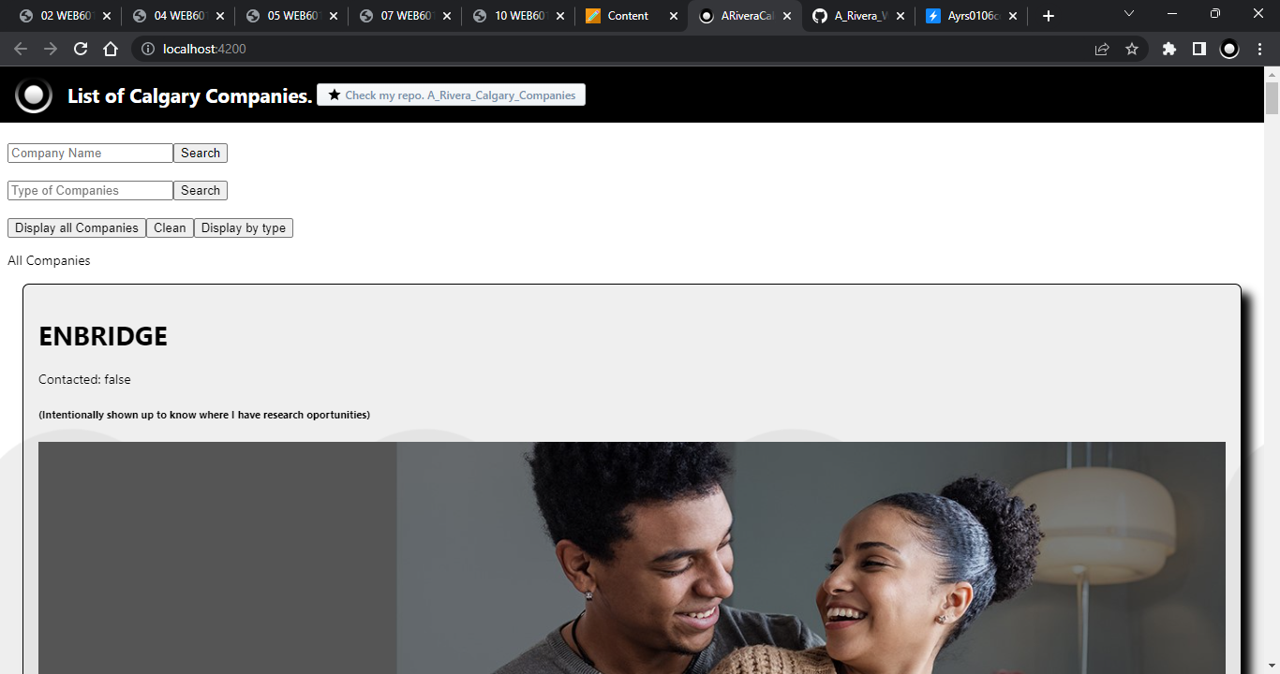 02 WEB60
04 WEB60
05 WEB60
07 WEB60
10 WEB60
Content
ARiveraCal
A_Rivera_W
Ayrs0106c
localhost:4200
List of Calgary Companies.
Check my repo. A_Rivera_Calgary_Companies
Company Name
Search
Type of Companies
Search
Display all Companies
Clean
Display by type
All Companies
ENBRIDGE
Contacted: false
(Intentionally shown up to know where I have research oportunities)